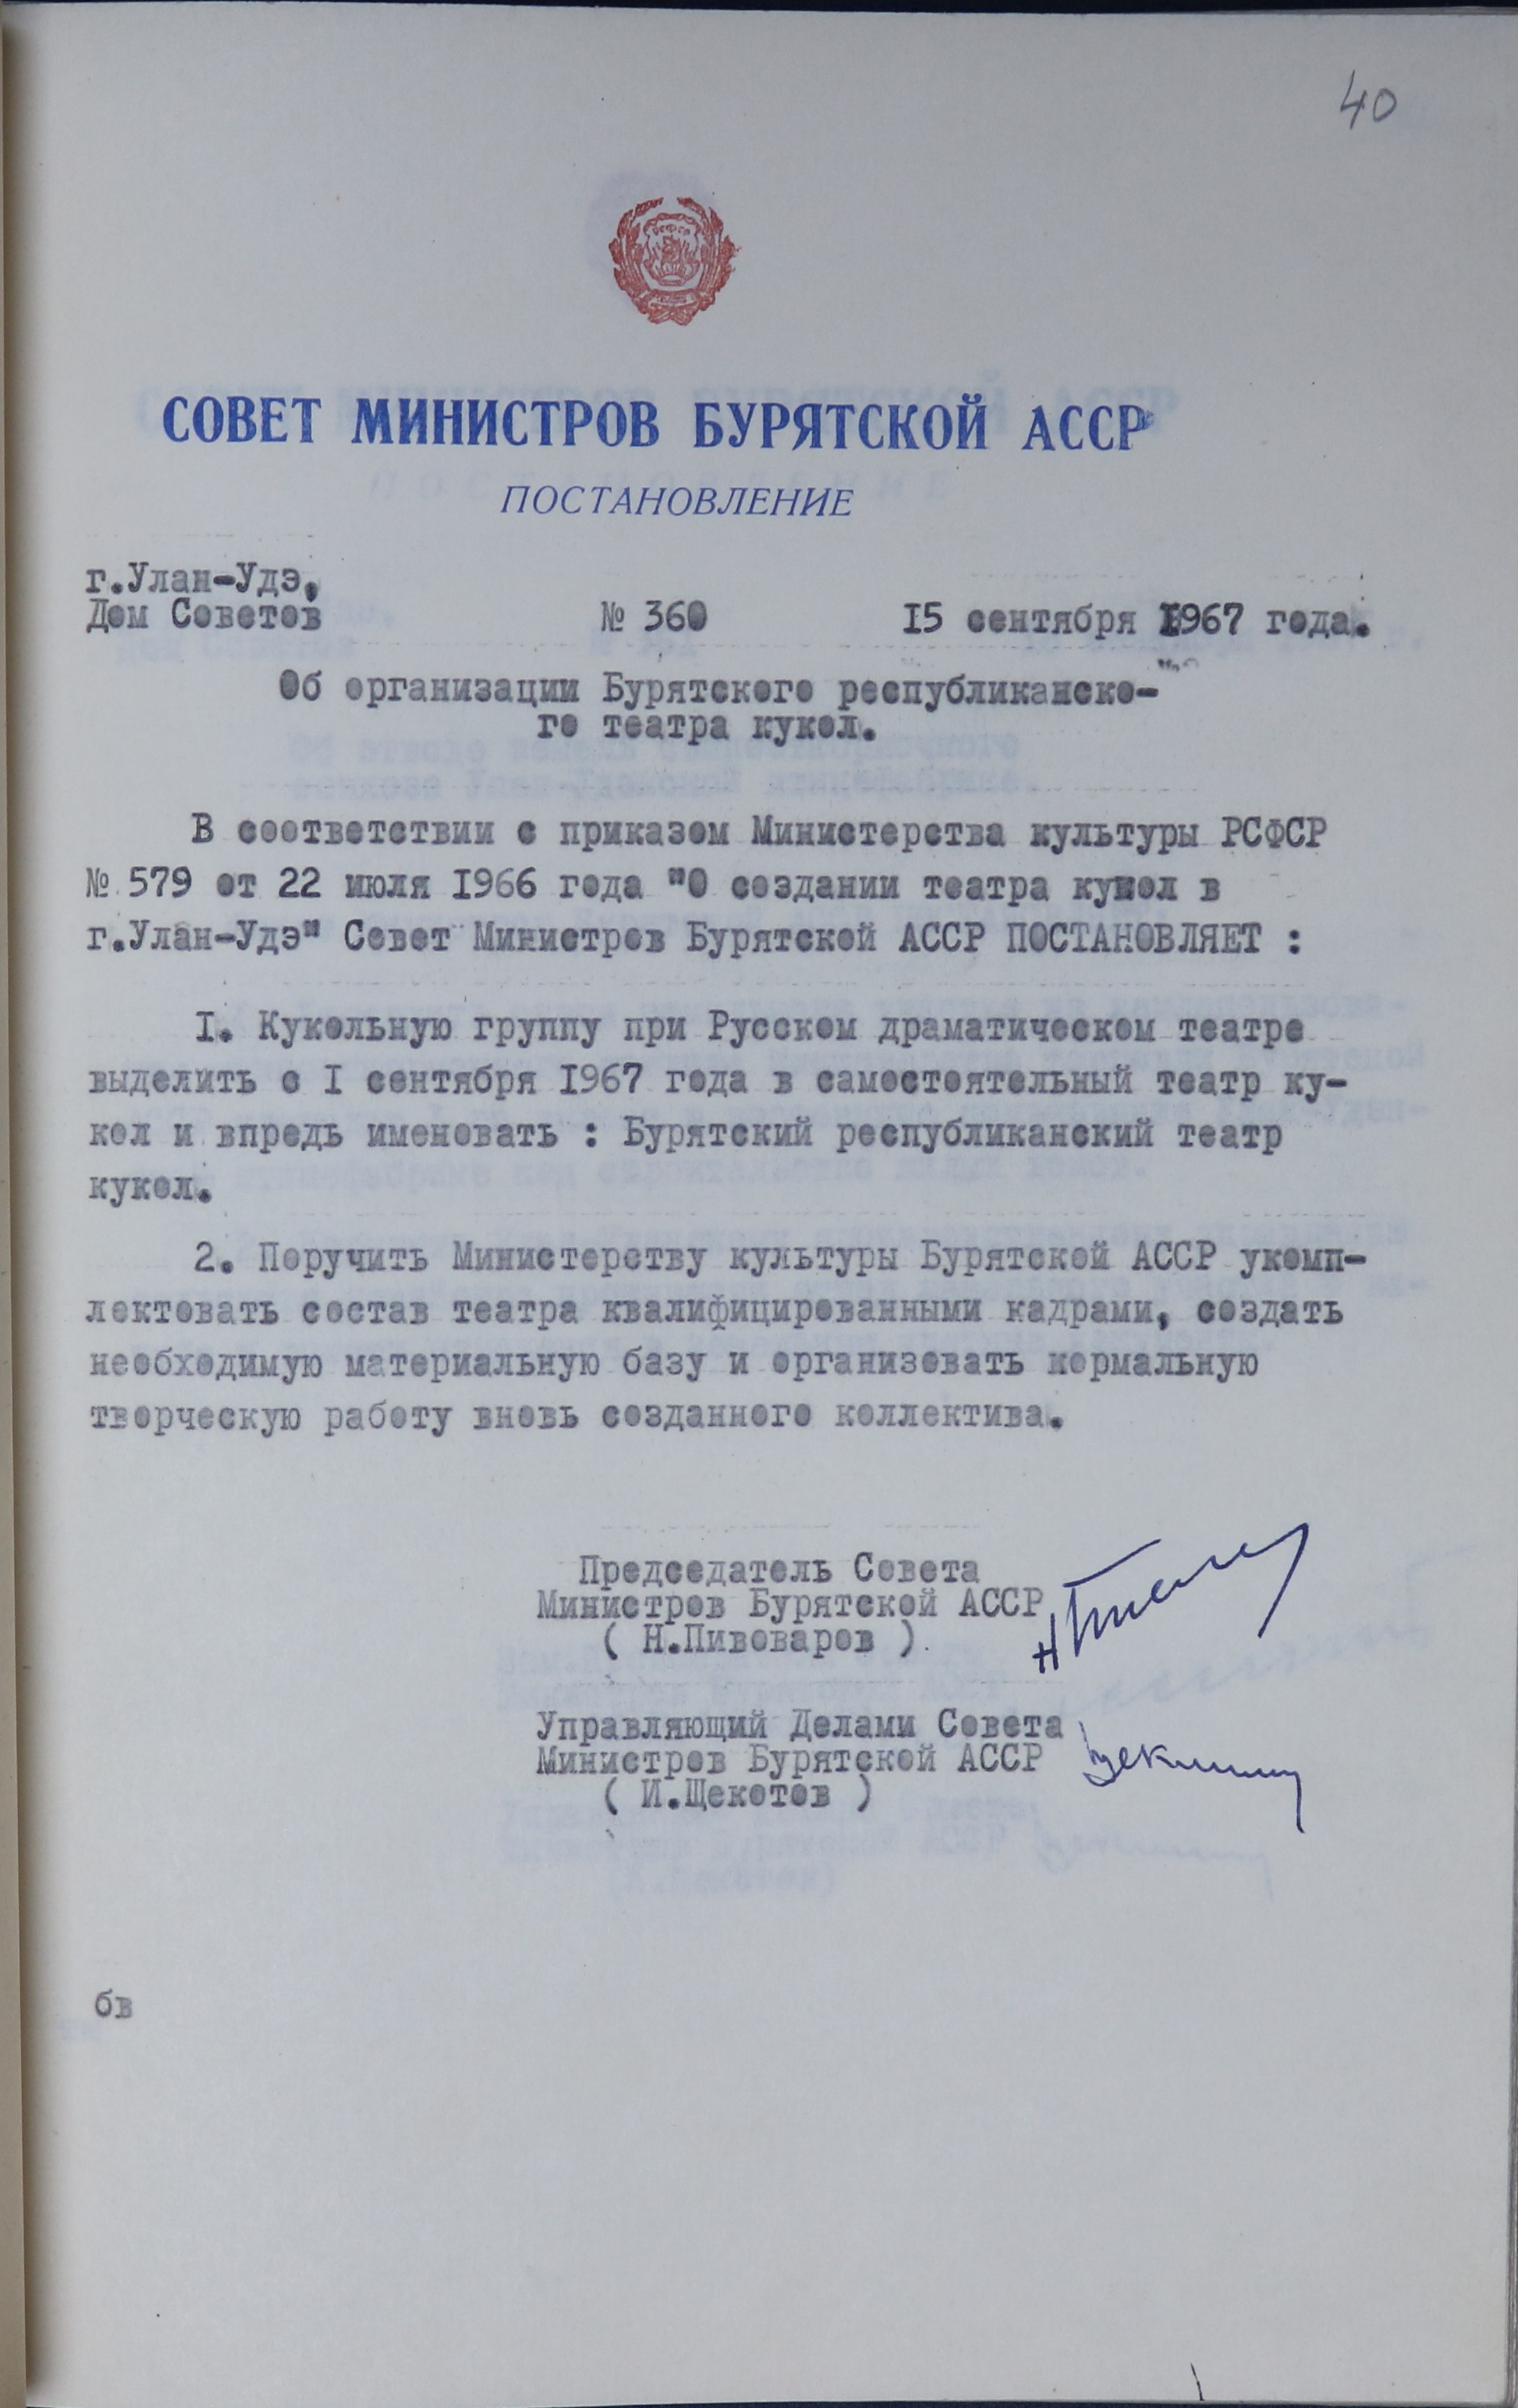 40
СОВЕТ МИНИСТРОВ БУРЯТСКОЙ АССР
ПОСТАНОВЛЕНИЕ
г.Улан-Удэ,
Дом Советов № 360 15 сентября 1967 года.
Об организации Бурятского республиканско-
го театра кукол.
В соответствии с приказом Министерства культуры РСФСР
№ 579 от 22 июля 1966 года "О создании театра кукол в
г.Улан-Удэ" Совет Министров Бурятской АССР ПОСТАНОВЛЯЕТ :
I. Кукольную группу при Русском драматическом театре
выделить с I сентября 1967 года в самостоятельный театр ку-
кол и впредь именовать : Бурятский республиканский театр
кукол.
2. Поручить Министерству культуры Бурятской АССР укомп-
лектовать состав театра квалифицированными кадрами, создать
необходимую материальную базу и организовать нормальную
творческую работу вновь созданного коллектива.
Председатель Совета
Министров Бурятской АССР
( Н.Пивоваров )
Управляющий Делами Совета
Министров Бурятской АССР
( И.Щекотов )
бв